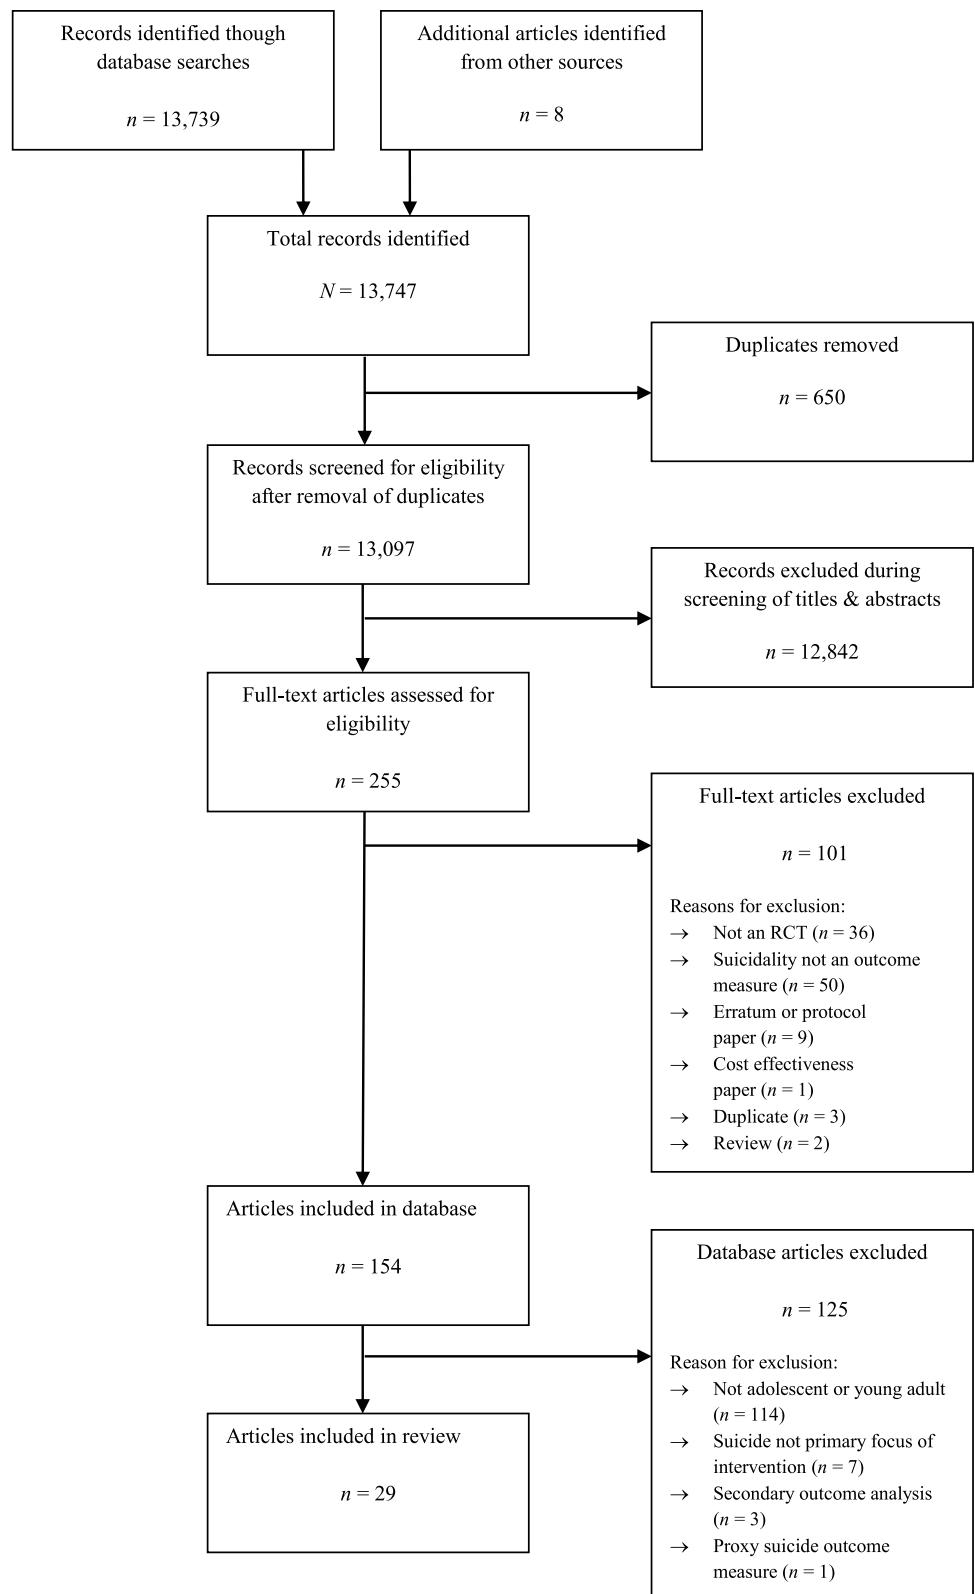 Records identified though
database searches
n = 13,739
Additional articles identified
from other sources
n = 8
Total records identified
N = 13,747
Duplicates removed
n = 650
Records screened for eligibility
after removal of duplicates
n = 13,097
Records excluded during
screening of titles & abstracts
n = 12,842
Full-text articles assessed for
eligibility
n = 255
Full-text articles excluded
n = 101
Reasons for exclusion:
→ Not an RCT (n = 36)
→ Suicidality not an outcome
measure (n = 50)
→ Erratum or protocol
paper (n = 9)
→ Cost effectiveness
paper (n = 1)
→ Duplicate (n = 3)
→ Review (n = 2)
Articles included in database
n = 154
Database articles excluded
n = 125
Reason for exclusion:
→ Not adolescent or young adult
(n = 114)
→ Suicide not primary focus of
intervention (n = 7)
→ Secondary outcome analysis
(n = 3)
→ Proxy suicide outcome
measure (n = 1)
Articles included in review
n = 29